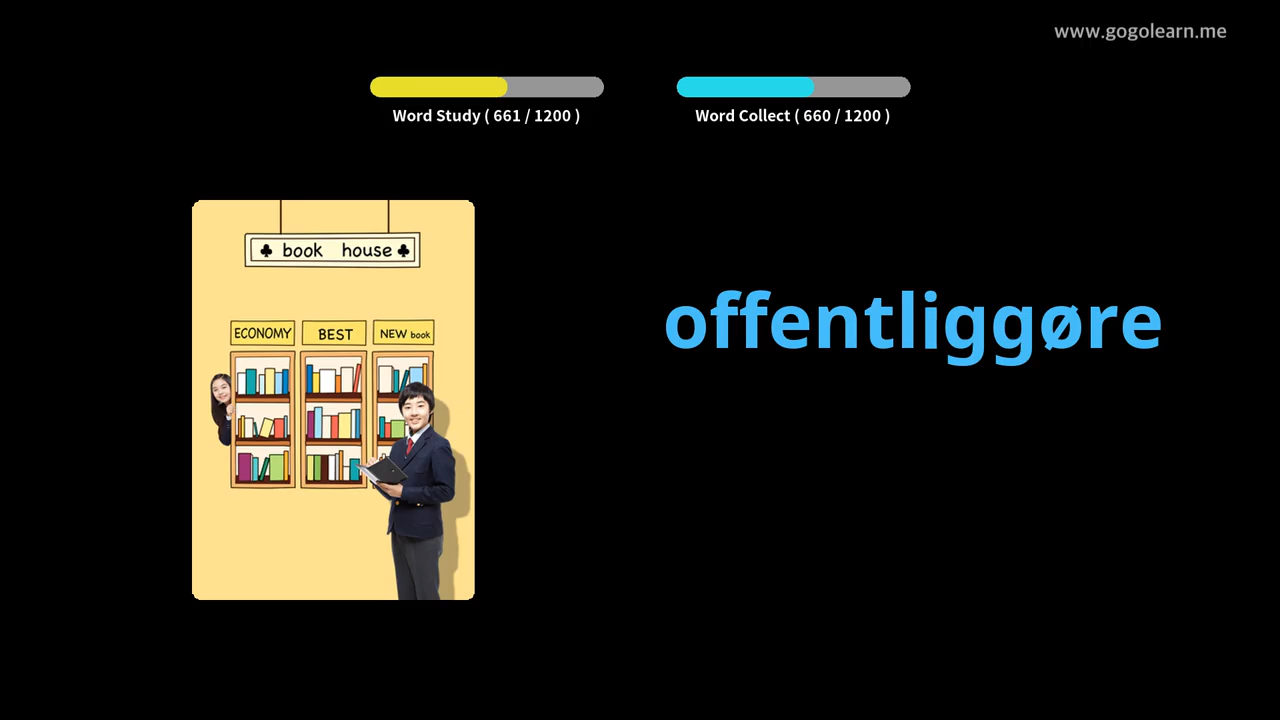 www.gogolearn.me
Word Study ( 661 / 1200 )
Word Collect ( 660 / 1200 )
♣ book house ♣
ECONOMY
BEST
NEW book
offentliggøre